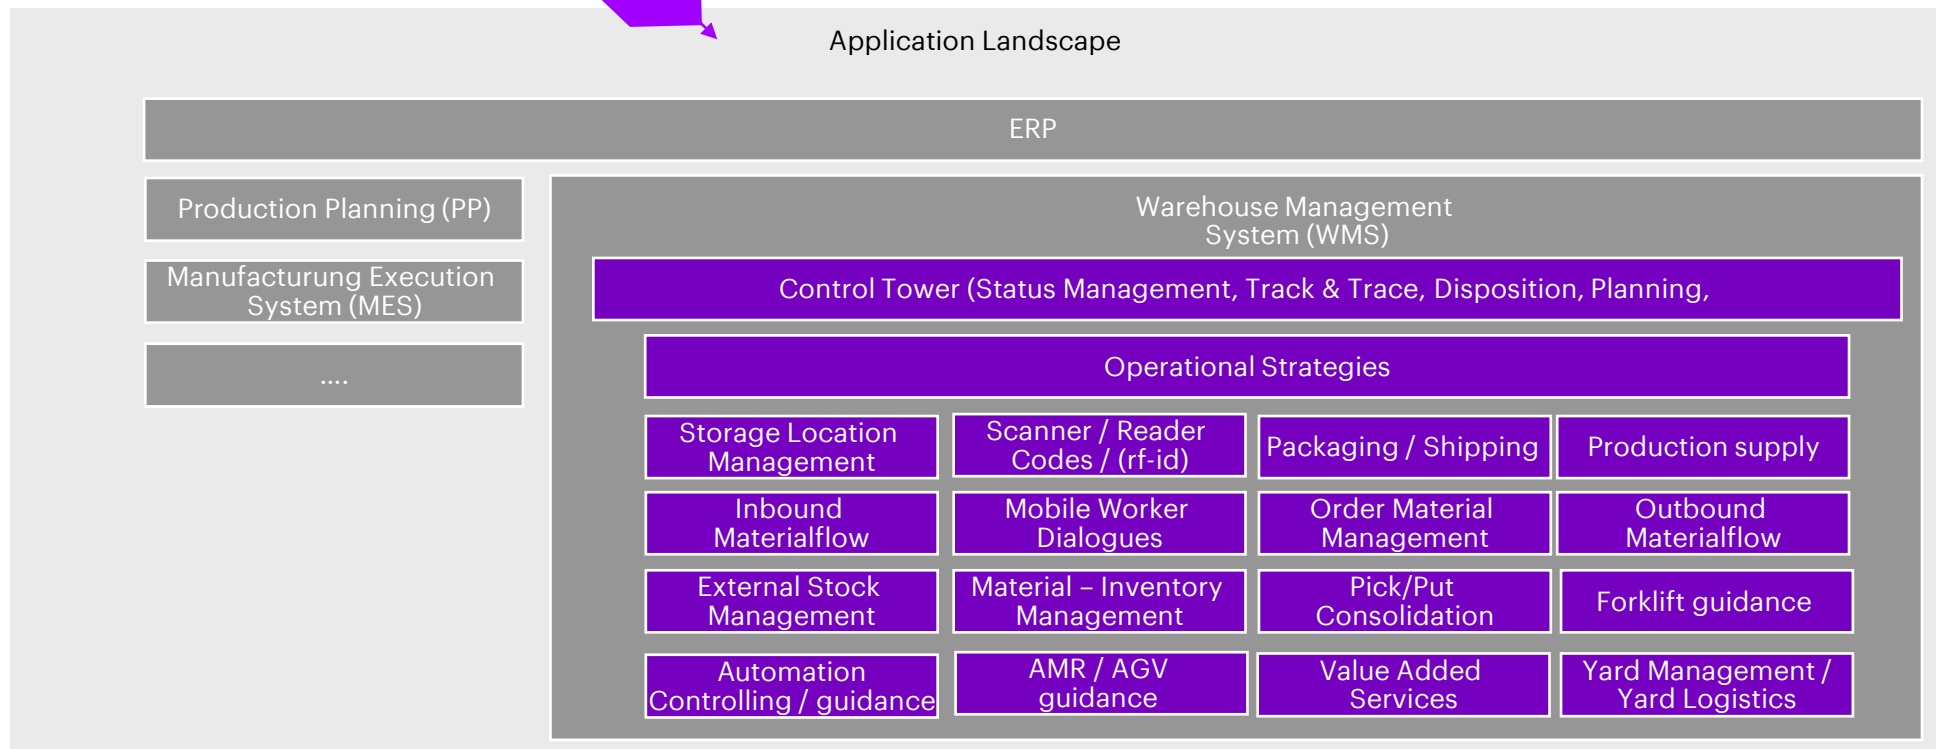 Application Landscape
ERP
Production Planning (PP)
Manufacturung Execution
System (MES)
....
Warehouse Management
System (WMS)
Control Tower (Status Management, Track & Trace, Disposition, Planning,
Operational Strategies
Storage Location
Management
Scanner / Reader
Codes / (rf-id)
Packaging / Shipping
Production supply
Inbound
Materialflow
Mobile Worker
Dialogues
Order Material
Management
Outbound
Materialflow
External Stock
Management
Material – Inventory
Management
Pick/Put
Consolidation
Forklift guidance
Automation
Controlling / guidance
AMR / AGV
guidance
Value Added
Services
Yard Management /
Yard Logistics